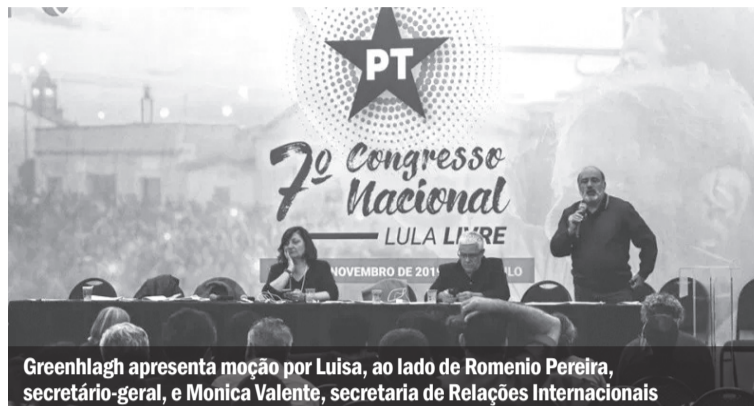 PT
7º Congresso
Nacional
LULA LIVRE
NOVEMBRO DE 201
Greenhlagh apresenta moção por Luisa, ao lado de Romenio Pereira,
secretário-geral, e Monica Valente, secretaria de Relações Internacionais